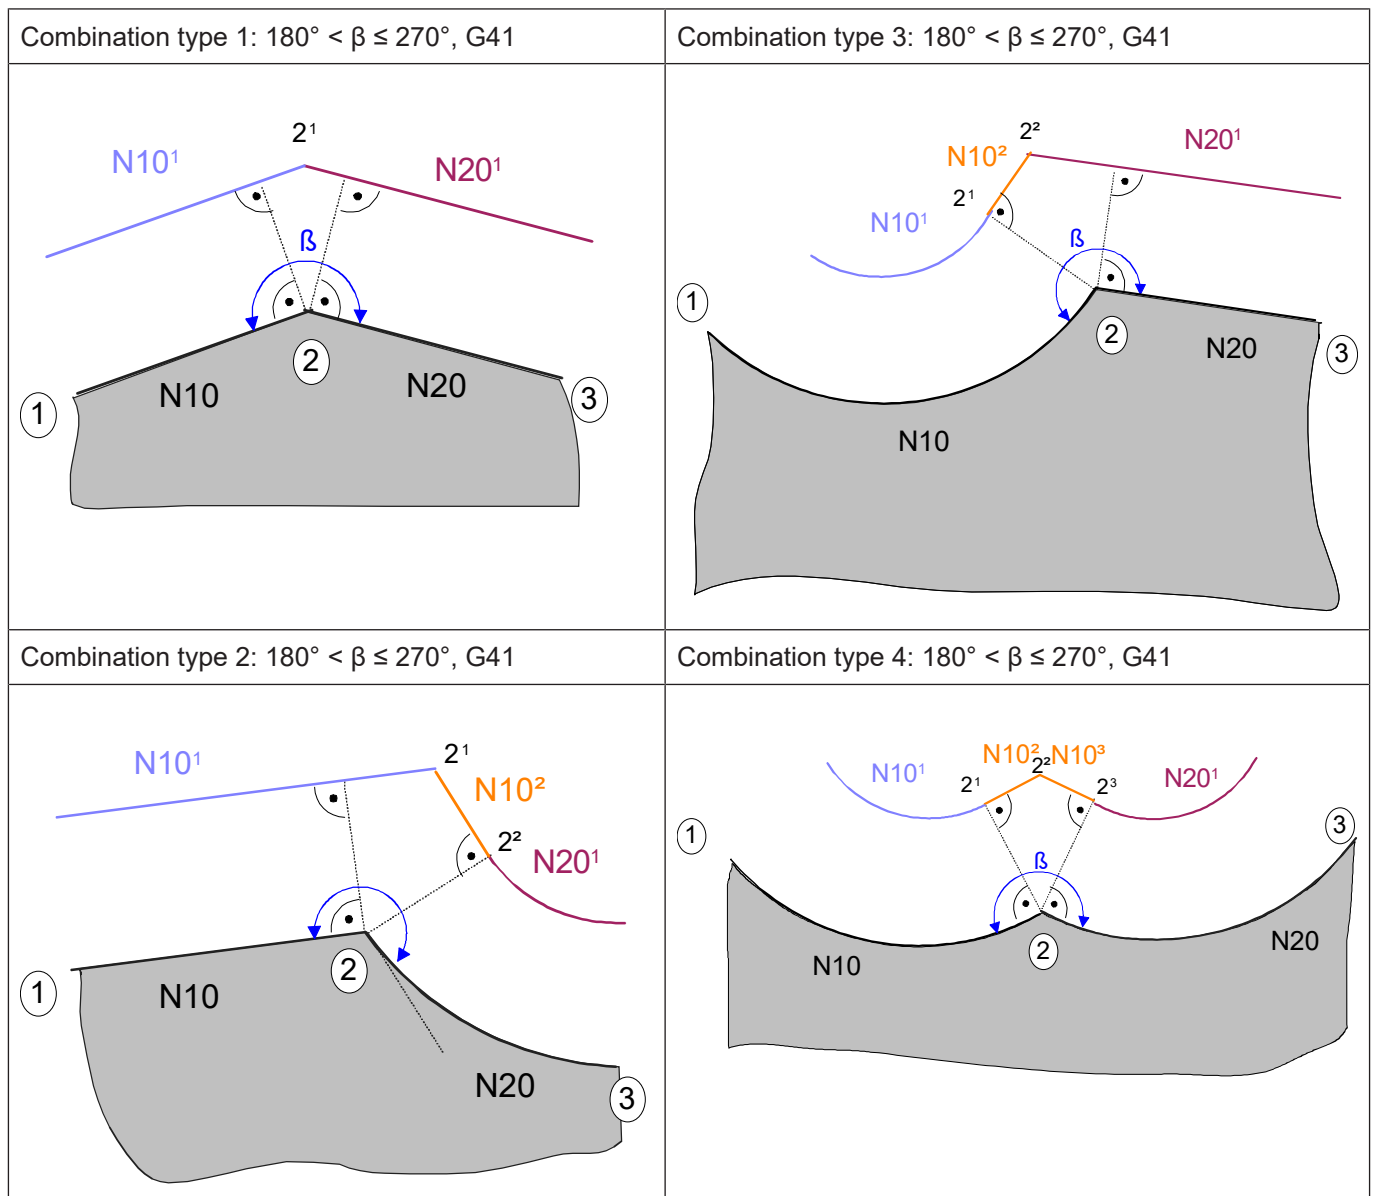 Combination type 1: 180° < β ≤ 270°, G41
2¹
N10¹
N20¹
ß
1
2
3
N10
N20
Combination type 3: 180° < β ≤ 270°, G41
2²
N10²
N20¹
2¹
N10¹
ß
1
2
3
N20
N10
Combination type 2: 180° < β ≤ 270°, G41
N10¹
2¹
N10²
2²
N20¹
1
2
N10
N20
3
Combination type 4: 180° < β ≤ 270°, G41
N10² N10³
2²
N10¹
2¹
2³
N20¹
1
3
ß
2
N10
N20